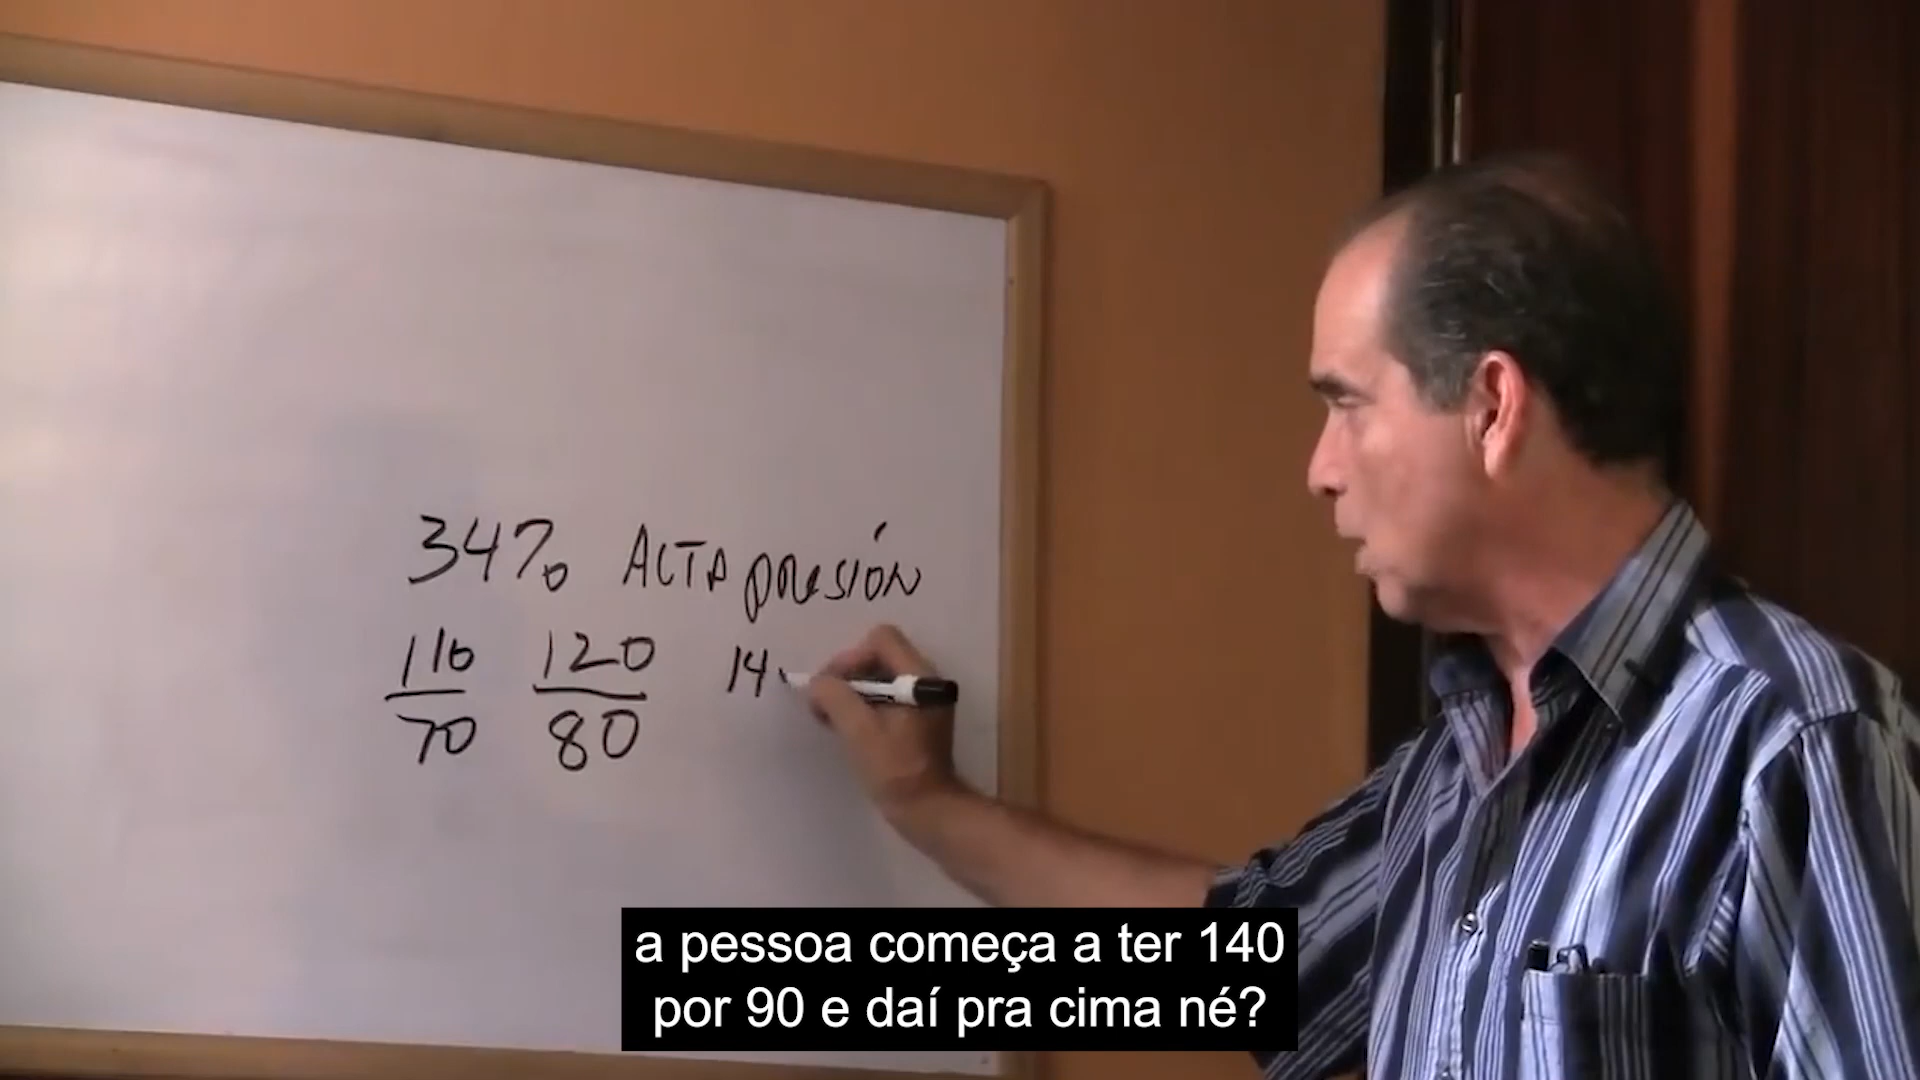 34% ALTA presión
110 120 14
70 80
a pessoa começa a ter 140
por 90 e daí pra cima né?